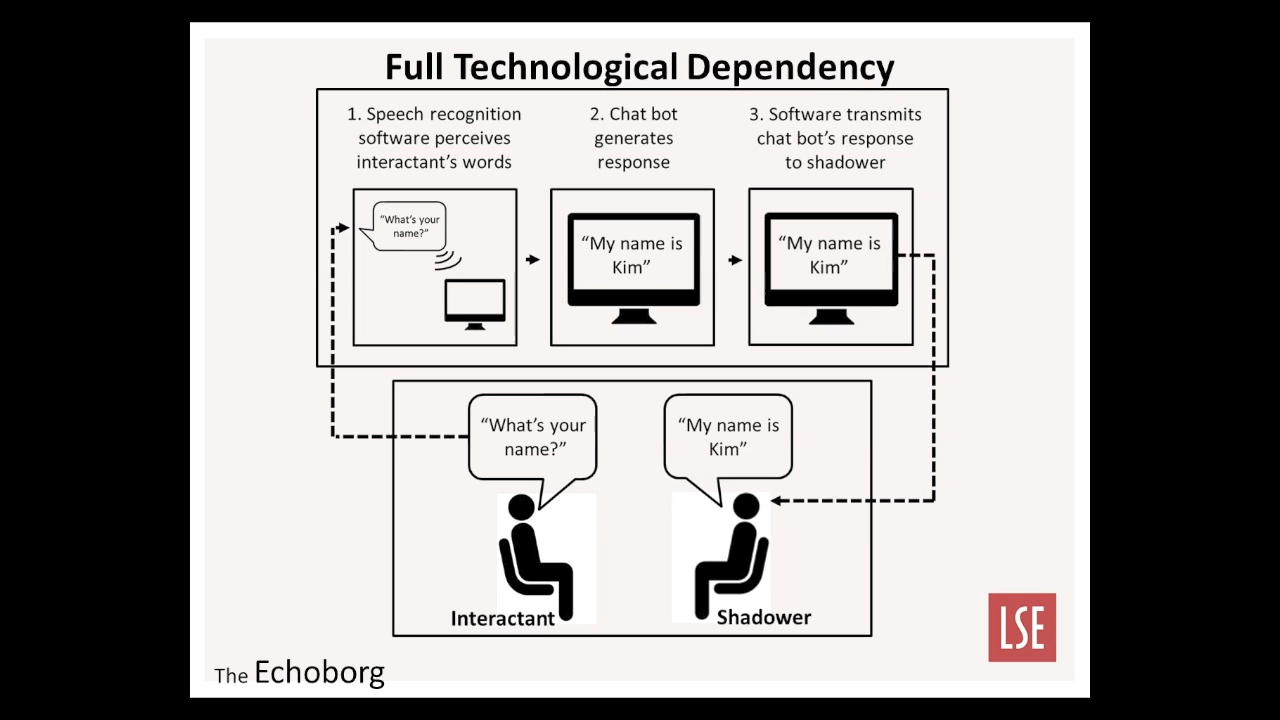 Full Technological Dependency
1. Speech recognition
software perceives
interactant's words
2. Chat bot
generates
response
3. Software transmits
chat bot's response
to shadower
“What's your
name?”
“My name is
Kim”
“My name is
Kim”
“What's your
name?”
“My name is
Kim”
Interactant
Shadower
LSE
The Echoborg